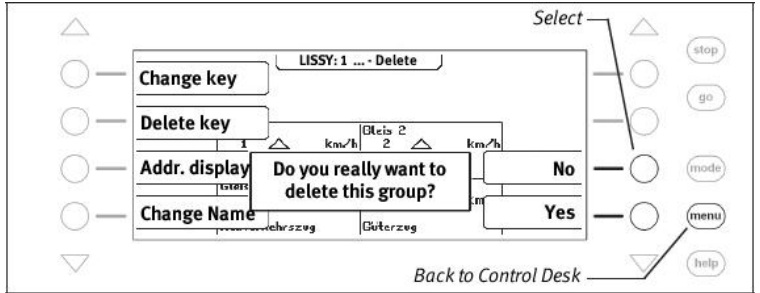 Select
stop
LISSY: 1 ... - Delete
Change key
go
Delete key
Gleis 2
1 km/h 2 km/h
Addr. display
Do you really want to
delete this group?
No
mode
Change Name
Yes
menu
Güterzug
Back to Control Desk
help